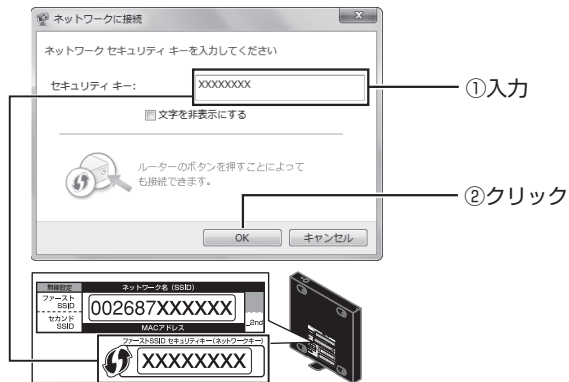 ネットワークに接続
ネットワーク セキュリティ キーを入力してください
セキュリティ キー:
XXXXXXXX
①入力
文字を非表示にする
ルーターのボタンを押すことによって
も接続できます。
②クリック
OK
キャンセル
無線設定
ネットワーク名 (SSID)
ファースト
SSID
セカンド
SSID
002687XXXXXX
_2nd
MACアドレス
ファーストSSID セキュリティキー(ネットワークキー)
XXXXXXXX